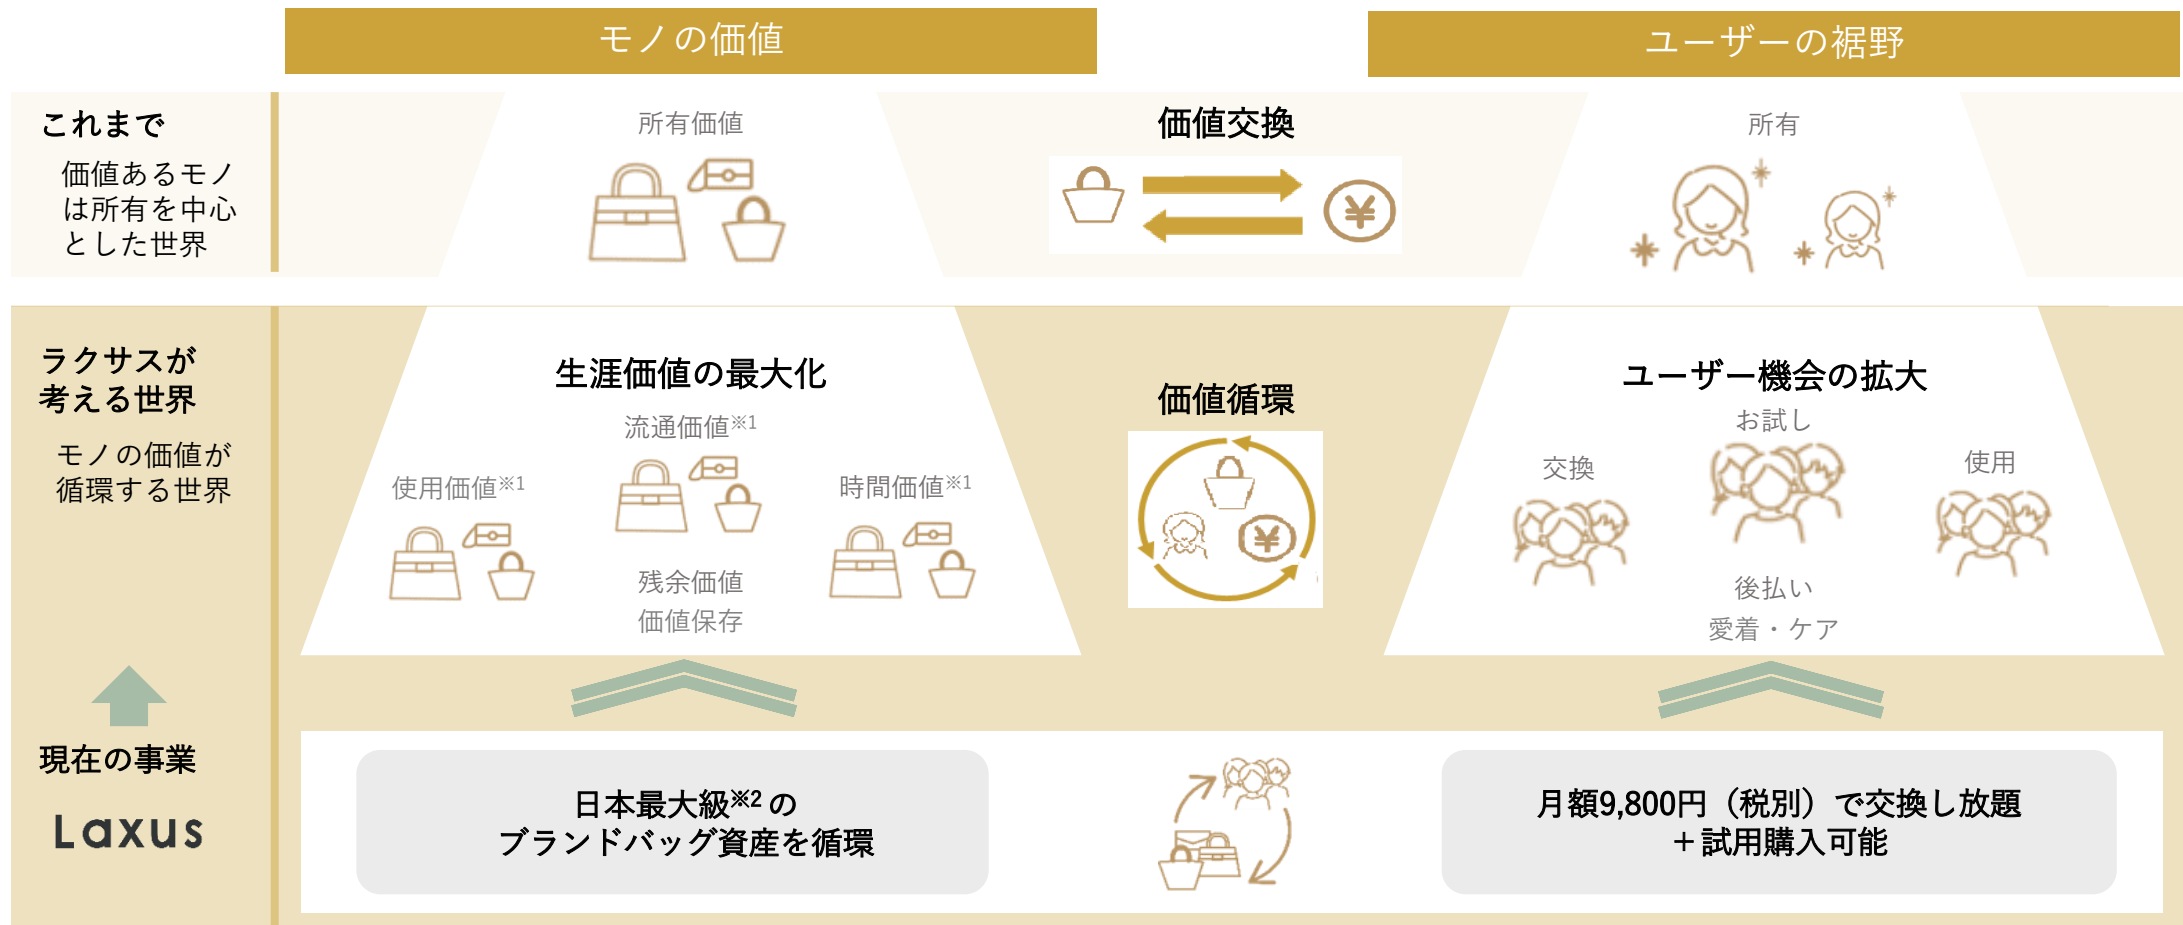 モノの価値
ユーザーの裾野
これまで
価値あるモノ
は所有を中心
とした世界
所有価値
価値交換
¥
所有
ラクサスが
考える世界
モノの価値が
循環する世界
生涯価値の最大化
流通価値※1
使用価値※1
時間価値※1
残余価値
価値保存
価値循環
¥
ユーザー機会の拡大
お試し
交換
使用
後払い
愛着・ケア
現在の事業
Laxus
日本最大級※2の
ブランドバッグ資産を循環
月額9,800円（税別）で交換し放題
＋試用購入可能